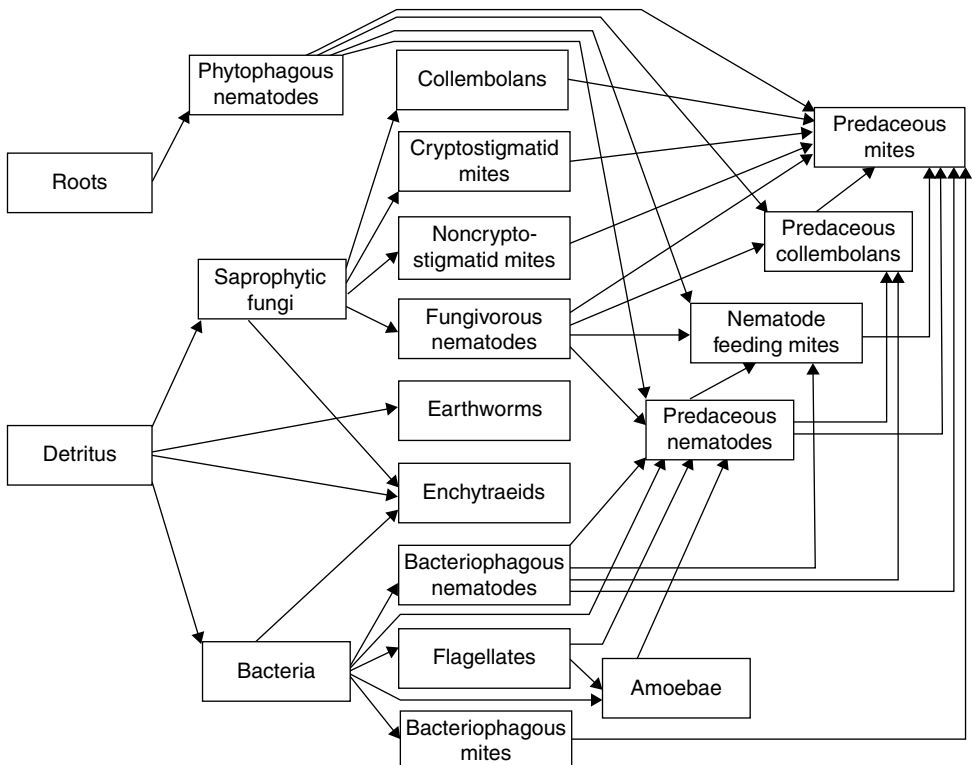 Phytophagous
nematodes
Collembolans
Predaceous
mites
Roots
Cryptostigmatid
mites
Noncrypto-
stigmatid mites
Predaceous
collembolans
Saprophytic
fungi
Fungivorous
nematodes
Nematode
feeding mites
Earthworms
Predaceous
nematodes
Detritus
Enchytraeids
Bacteriophagous
nematodes
Bacteria
Flagellates
Amoebae
Bacteriophagous
mites